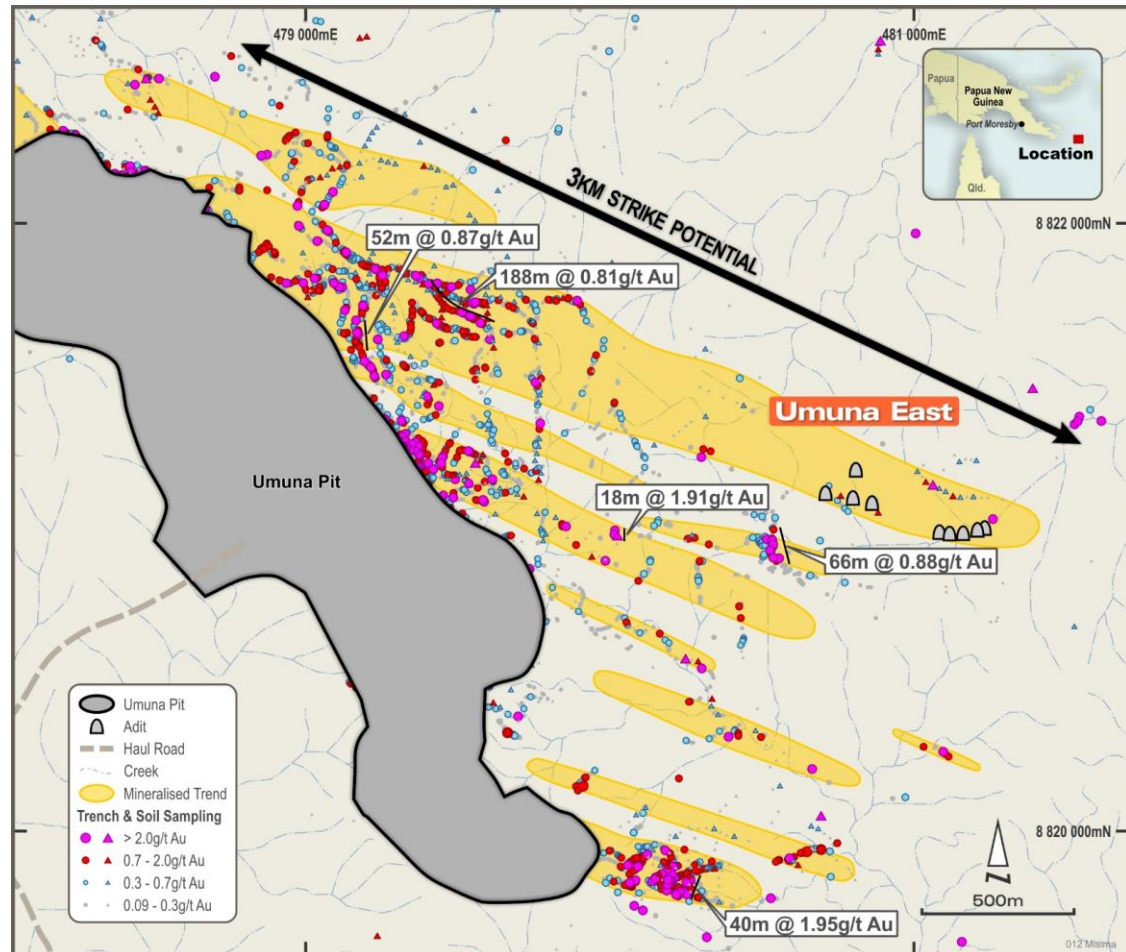 479 000mE
481 000mE
Papua
Papua New
Guinea
Port Moresby
Location
Qld.
3KM STRIKE POTENTIAL
8 822 000mN
52m @ 0.87g/t Au
188m @ 0.81g/t Au
Umuna East
Umuna Pit
18m @ 1.91g/t Au
66m @ 0.88g/t Au
Umuna Pit
Adit
Haul Road
Creek
Mineralised Trend
Trench & Soil Sampling
> 2.0g/t Au
0.7 - 2.0g/t Au
0.3 - 0.7g/t Au
0.09 - 0.3g/t Au
8 820 000mN
N
500m
40m @ 1.95g/t Au
012 Misima